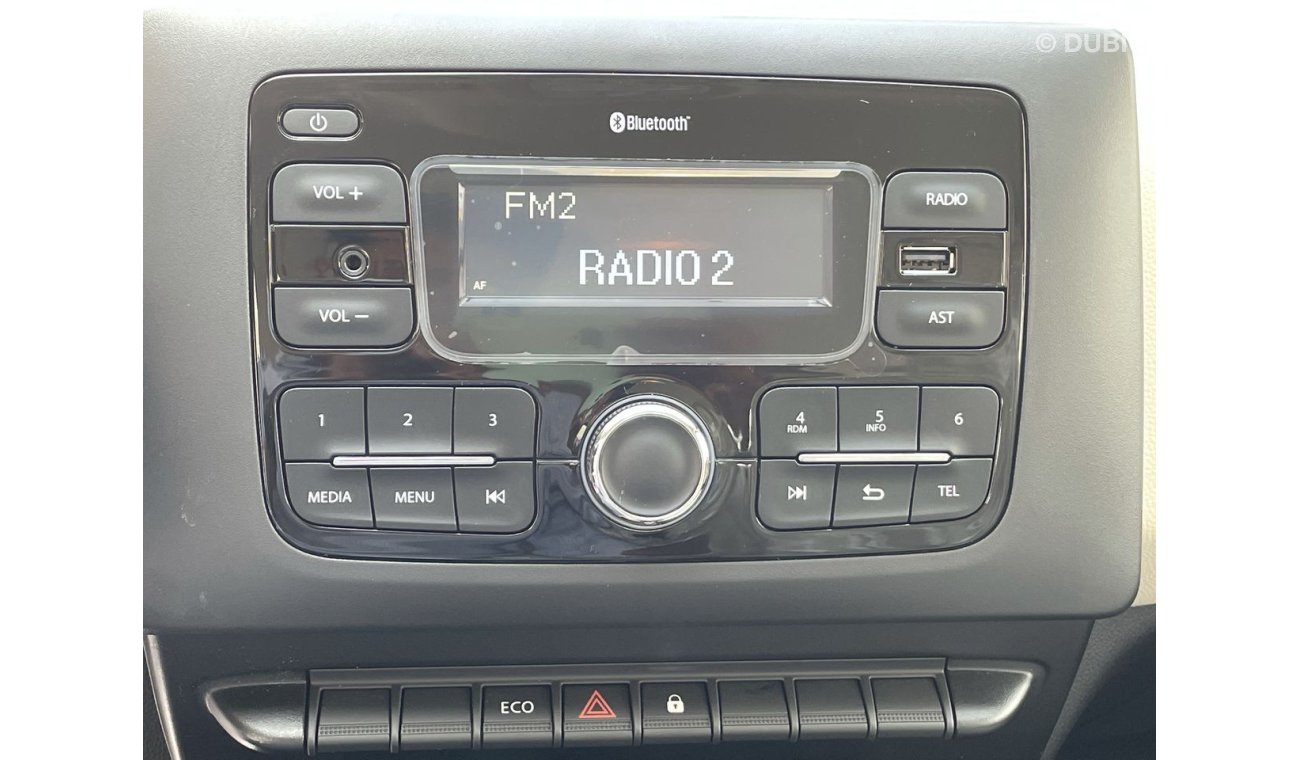 © DUBI
Bluetooth
VOL +
FM2
RADIO
RADIO 2
AF
VOL −
AST
1 2 3
4 5 6
RDM INFO
MEDIA MENU
TEL
ECO